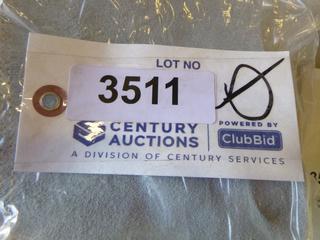 LOT NO
3511
CENTURY
AUCTIONS
POWERED BY
ClubBid
A DIVISION OF CENTURY SERVICES